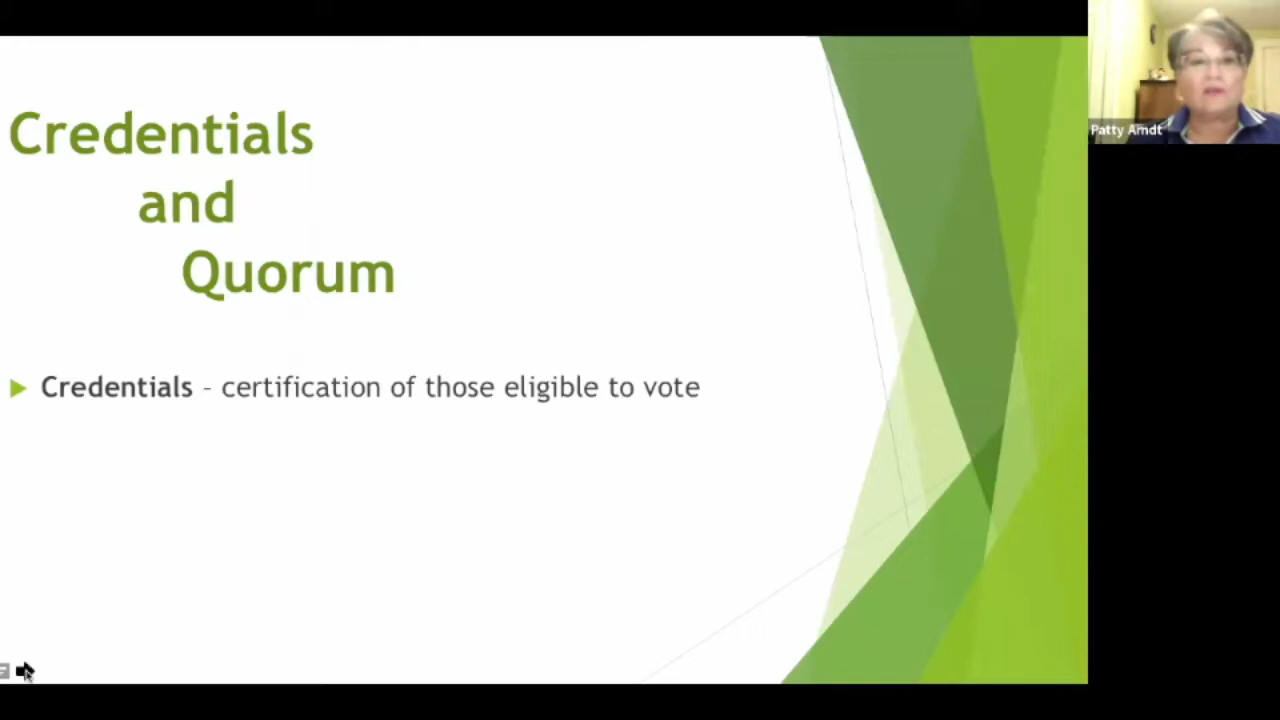 Credentials
and
Quorum
Credentials – certification of those eligible to vote
Patty Arndt